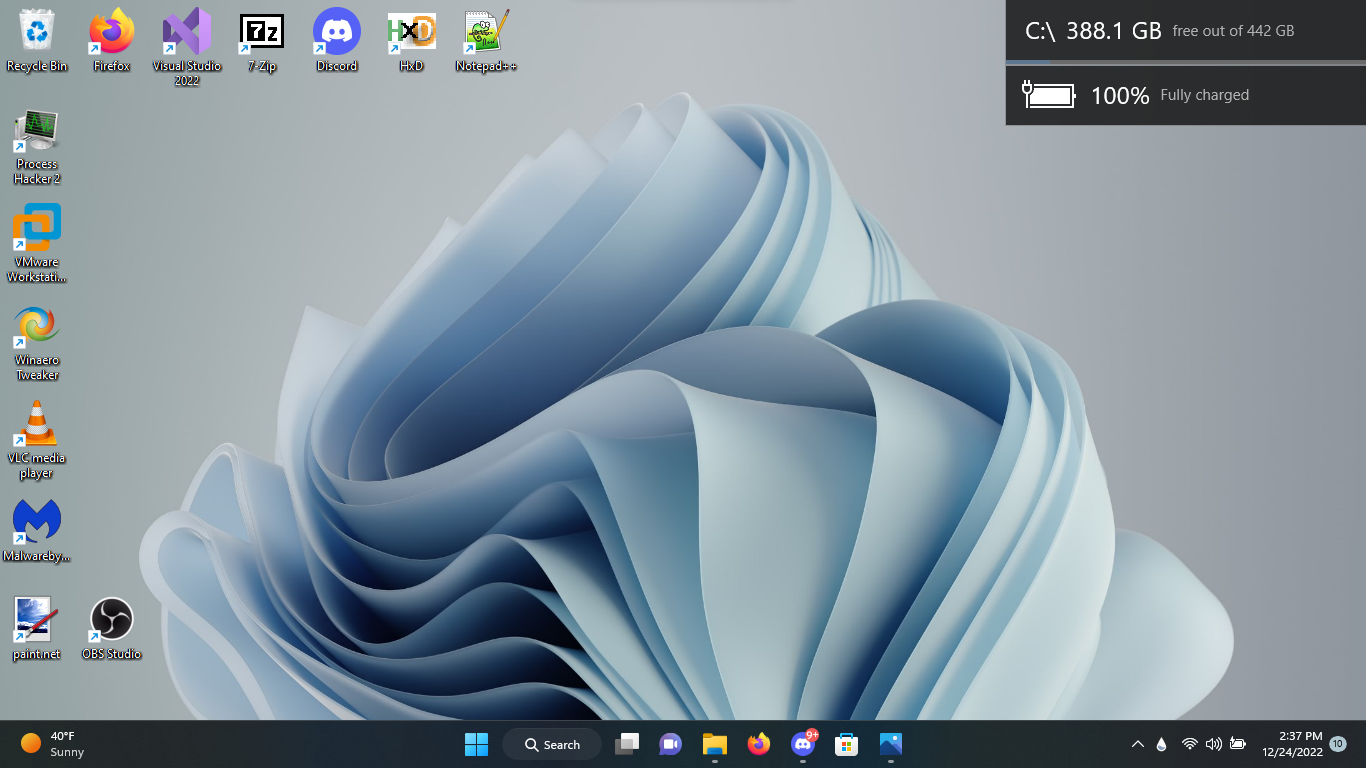 Recycle Bin
Firefox
Visual Studio
2022
7z
7-Zip
Discord
HxD
HxD
Notepad++
C:\ 388.1 GB free out of 442 GB
100% Fully charged
Process
Hacker 2
VMware
Workstati...
Winaero
Tweaker
VLC media
player
Malwareby...
paint.net
OBS Studio
40°F
Sunny
Search
9+
2:37 PM
12/24/2022
10